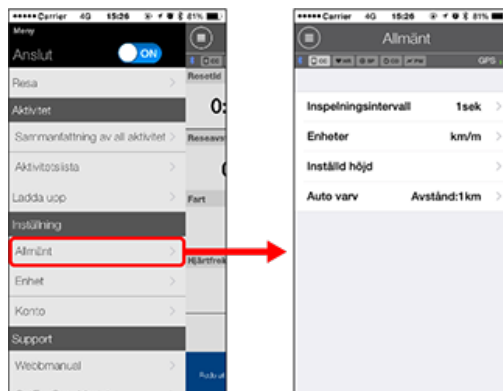 •••••Carrier 4G 15:26 81%
Meny
Anslut ON
Resa
Aktivitet
Sammanfattning av all aktivitet
Aktivitetslista
Ladda upp
Inställning
Allmänt
Enhet
Konto
Support
Webbmanual
Restid
0:
Fart
•••••Carrier 4G 15:26 81%
Allmänt
GPS
Inspelningsintervall 1sek
Enheter km/m
Inställd höjd
Auto varv Avstånd:1km